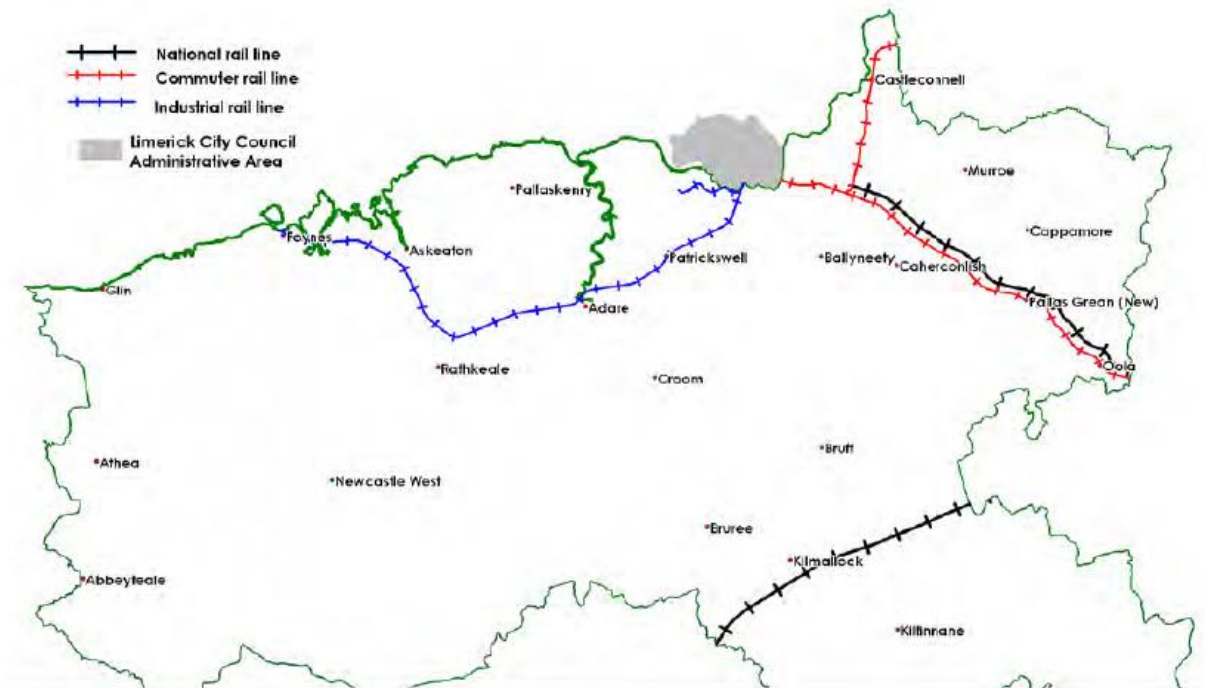 National rail line
Commuter rail line
Industrial rail line
Limerick City Council
Administrative Area
Castleconnell
Murroe
Pallaskenry
Cappamore
Foynes
Askeaton
Patrickswell
Ballyneety
Caherconlish
Glin
Adare
Pallas Grean (New)
Rathkeale
Croom
Oola
Athea
Newcastle West
Bruff
Bruree
Kilmallock
Abbeyfeale
Kilfinnane